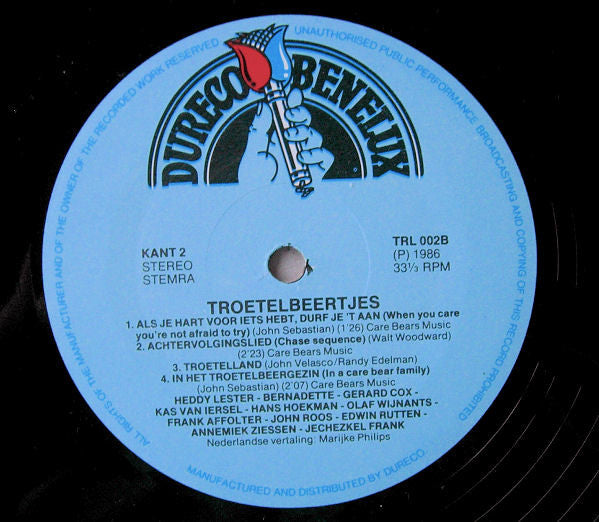 DURECO BENELUX
ALL RIGHTS OF THE MANUFACTURER AND OF THE OWNER OF THE RECORDED WORK RESERVED
UNAUTHORISED PUBLIC PERFORMANCE BROADCASTING AND COPYING OF THIS RECORD PROHIBITED
KANT 2
STEREO
STEMRA
TRL 002B
(P) 1986
33⅓ RPM
TROETELBEERTJES
1. ALS JE HART VOOR IETS HEBT, DURF JE 'T AAN (When you care
you're not afraid to try) (John Sebastian) (1'26) Care Bears Music
2. ACHTERVOLGINGSLIED (Chase sequence) (Walt Woodward)
(2'23) Care Bears Music
3. TROETELLAND (John Velasco/Randy Edelman)
4. IN HET TROETELBEERGEZIN (In a care bear family)
(John Sebastian) (2'07) Care Bears Music
HEDDY LESTER - BERNADETTE - GERARD COX -
KAS VAN IERSEL - HANS HOEKMAN - OLAF WIJNANTS -
FRANK AFFOLTER - JOHN ROOS - EDWIN RUTTEN -
ANNEMIEK ZIESSEN - JECHEZKEL FRANK
Nederlandse vertaling: Marijke Philips
MANUFACTURED AND DISTRIBUTED BY DURECO